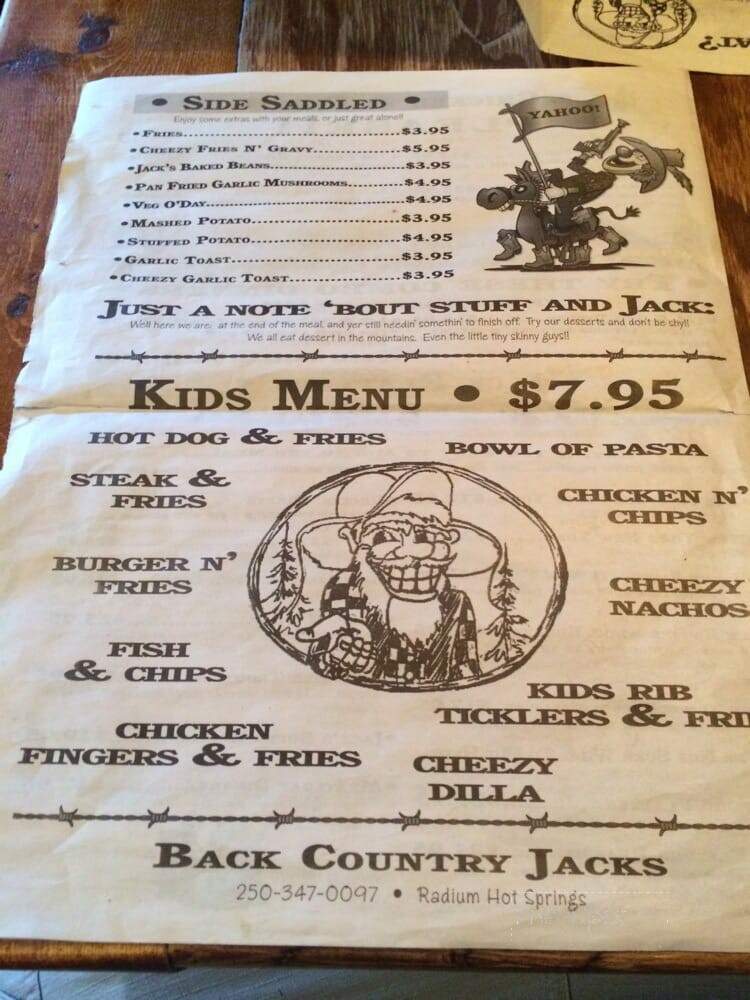 • SIDE SADDLED •
Enjoy some extras with your meals, or just great alone!!
• FRIES..............................$3.95
• CHEEZY FRIES N' GRAVY............$5.95
• JACK'S BAKED BEANS..................$3.95
• PAN FRIED GARLIC MUSHROOMS........$4.95
• VEG O'DAY............................$4.95
• MASHED POTATO......................$3.95
• STUFFED POTATO.....................$4.95
• GARLIC TOAST........................$3.95
• CHEEZY GARLIC TOAST................$3.95
YAHOO!
JUST A NOTE 'BOUT STUFF AND JACK:
Well here we are, at the end of the meal, and yer still needin' somethin' to finish off. Try our desserts and don't be shy!!
We all eat dessert in the mountains. Even the little tiny skinny guys!!
KIDS MENU • $7.95
HOT DOG & FRIES
BOWL OF PASTA
STEAK &
FRIES
CHICKEN N'
CHIPS
BURGER N'
FRIES
CHEEZY
NACHOS
FISH
& CHIPS
KIDS RIB
TICKLERS & FRI
CHICKEN
FINGERS & FRIES
CHEEZY
DILLA
BACK COUNTRY JACKS
250-347-0097 • Radium Hot Springs